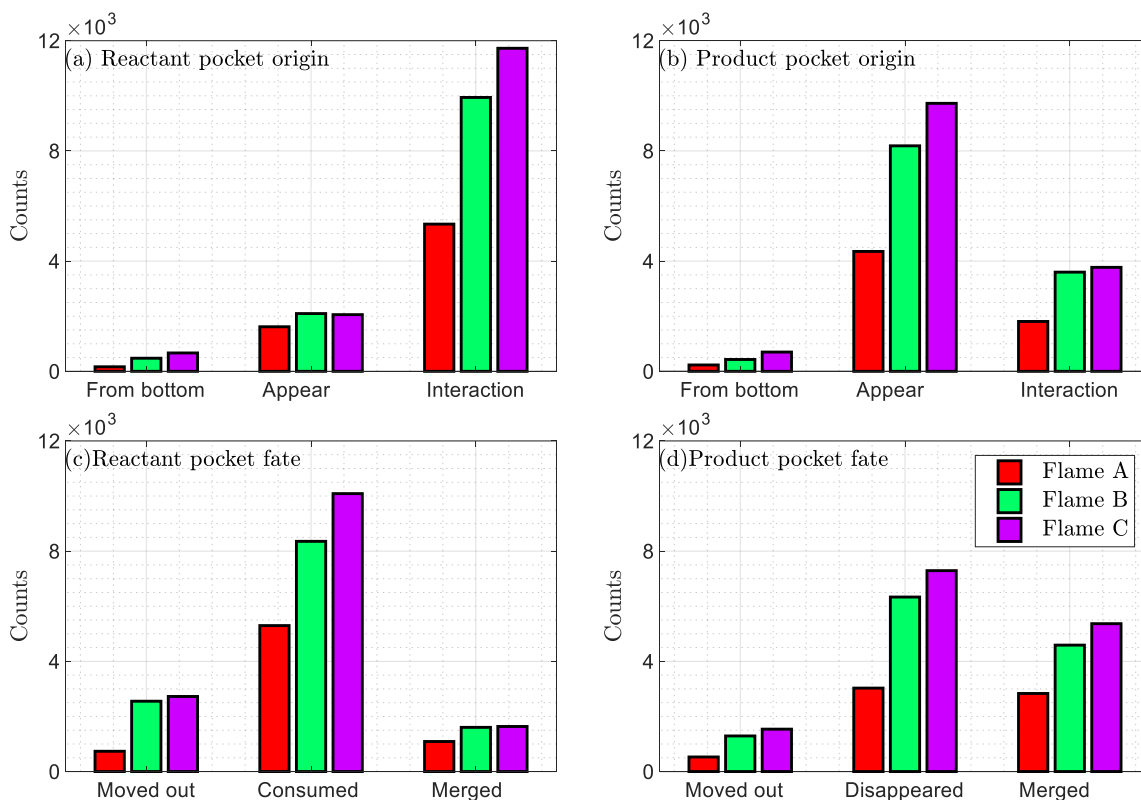 ×10³
12
8
4
0
Counts
(a) Reactant pocket origin
From bottom
Appear
Interaction
×10³
12
8
4
0
Counts
(b) Product pocket origin
From bottom
Appear
Interaction
×10³
12
8
4
0
Counts
(c)Reactant pocket fate
Moved out
Consumed
Merged
×10³
12
8
4
0
Counts
(d)Product pocket fate
Flame A
Flame B
Flame C
Moved out
Disappeared
Merged